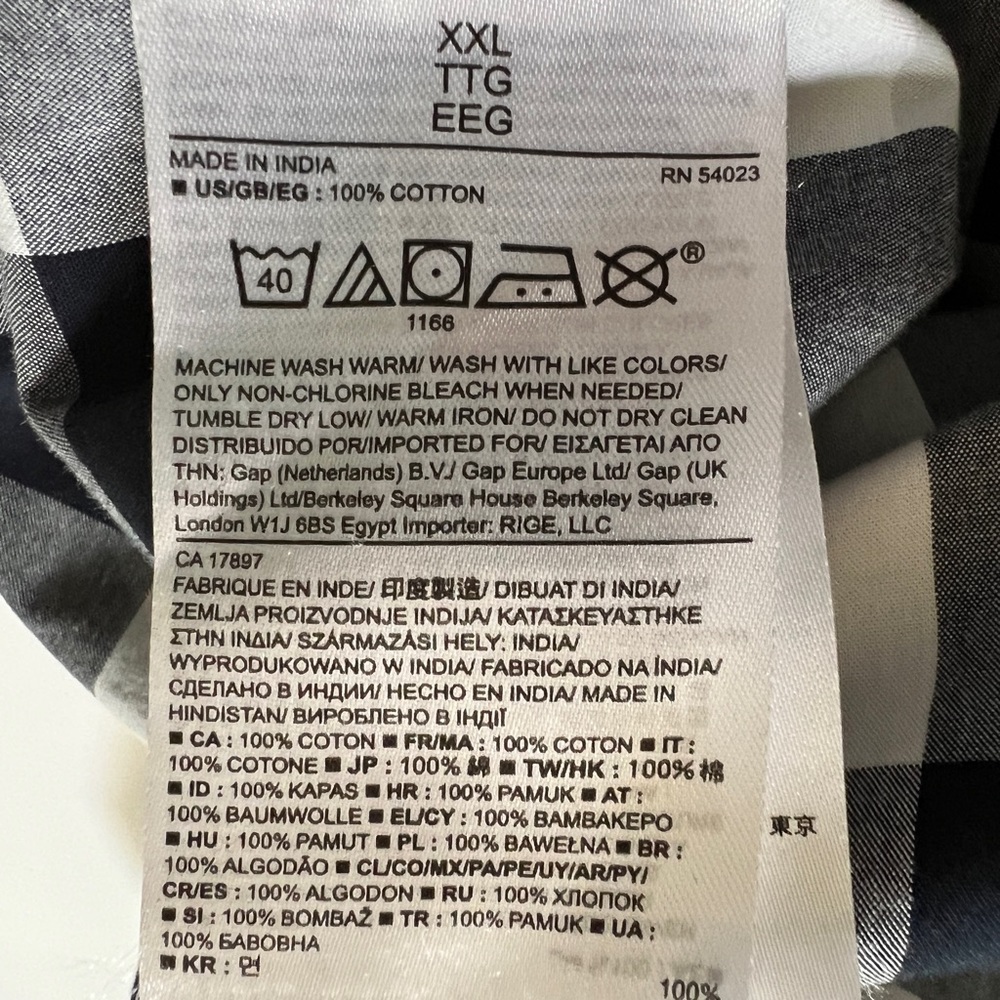 XXL
TTG
EEG
MADE IN INDIA RN 54023
■ US/GB/EG : 100% COTTON
40 ®
1166
MACHINE WASH WARM/ WASH WITH LIKE COLORS/
ONLY NON-CHLORINE BLEACH WHEN NEEDED/
TUMBLE DRY LOW/ WARM IRON/ DO NOT DRY CLEAN
DISTRIBUIDO POR/IMPORTED FOR/ ΕΙΣΑΓΕΤΑΙ ΑΠΟ
THN: Gap (Netherlands) B.V./ Gap Europe Ltd/ Gap (UK
Holdings) Ltd/Berkeley Square House Berkeley Square,
London W1J 6BS Egypt Importer: RIGE, LLC
CA 17897
FABRIQUE EN INDE/ 印度製造/ DIBUAT DI INDIA/
ZEMLJA PROIZVODNJE INDIJA/ ΚΑΤΑΣΚΕΥΑΣΤΗΚΕ
ΣΤΗΝ ΙΝΔΙΑ/ SZÁRMAZÁSI HELY: INDIA/
WYPRODUKOWANO W INDIA/ FABRICADO NA ÍNDIA/
СДЕЛАНО В ИНДИИ/ HECHO EN INDIA/ MADE IN
HINDISTAN/ ВИРОБЛЕНО В ІНДІЇ
■ CA : 100% COTON ■ FR/MA : 100% COTON ■ IT :
100% COTONE ■ JP : 100% 綿 ■ TW/HK : 100% 棉
■ ID : 100% KAPAS ■ HR : 100% PAMUK ■ AT :
100% BAUMWOLLE ■ EL/CY : 100% ΒΑΜΒΑΚΕΡΟ
■ HU : 100% PAMUT ■ PL : 100% BAWEŁNA ■ BR :
100% ALGODÃO ■ CL/CO/MX/PA/PE/UY/AR/PY/
CR/ES : 100% ALGODON ■ RU : 100% ХЛОПОК
■ SI : 100% BOMBAŽ ■ TR : 100% PAMUK ■ UA :
100% БАВОВНА
■ KR : 면
100%
東京